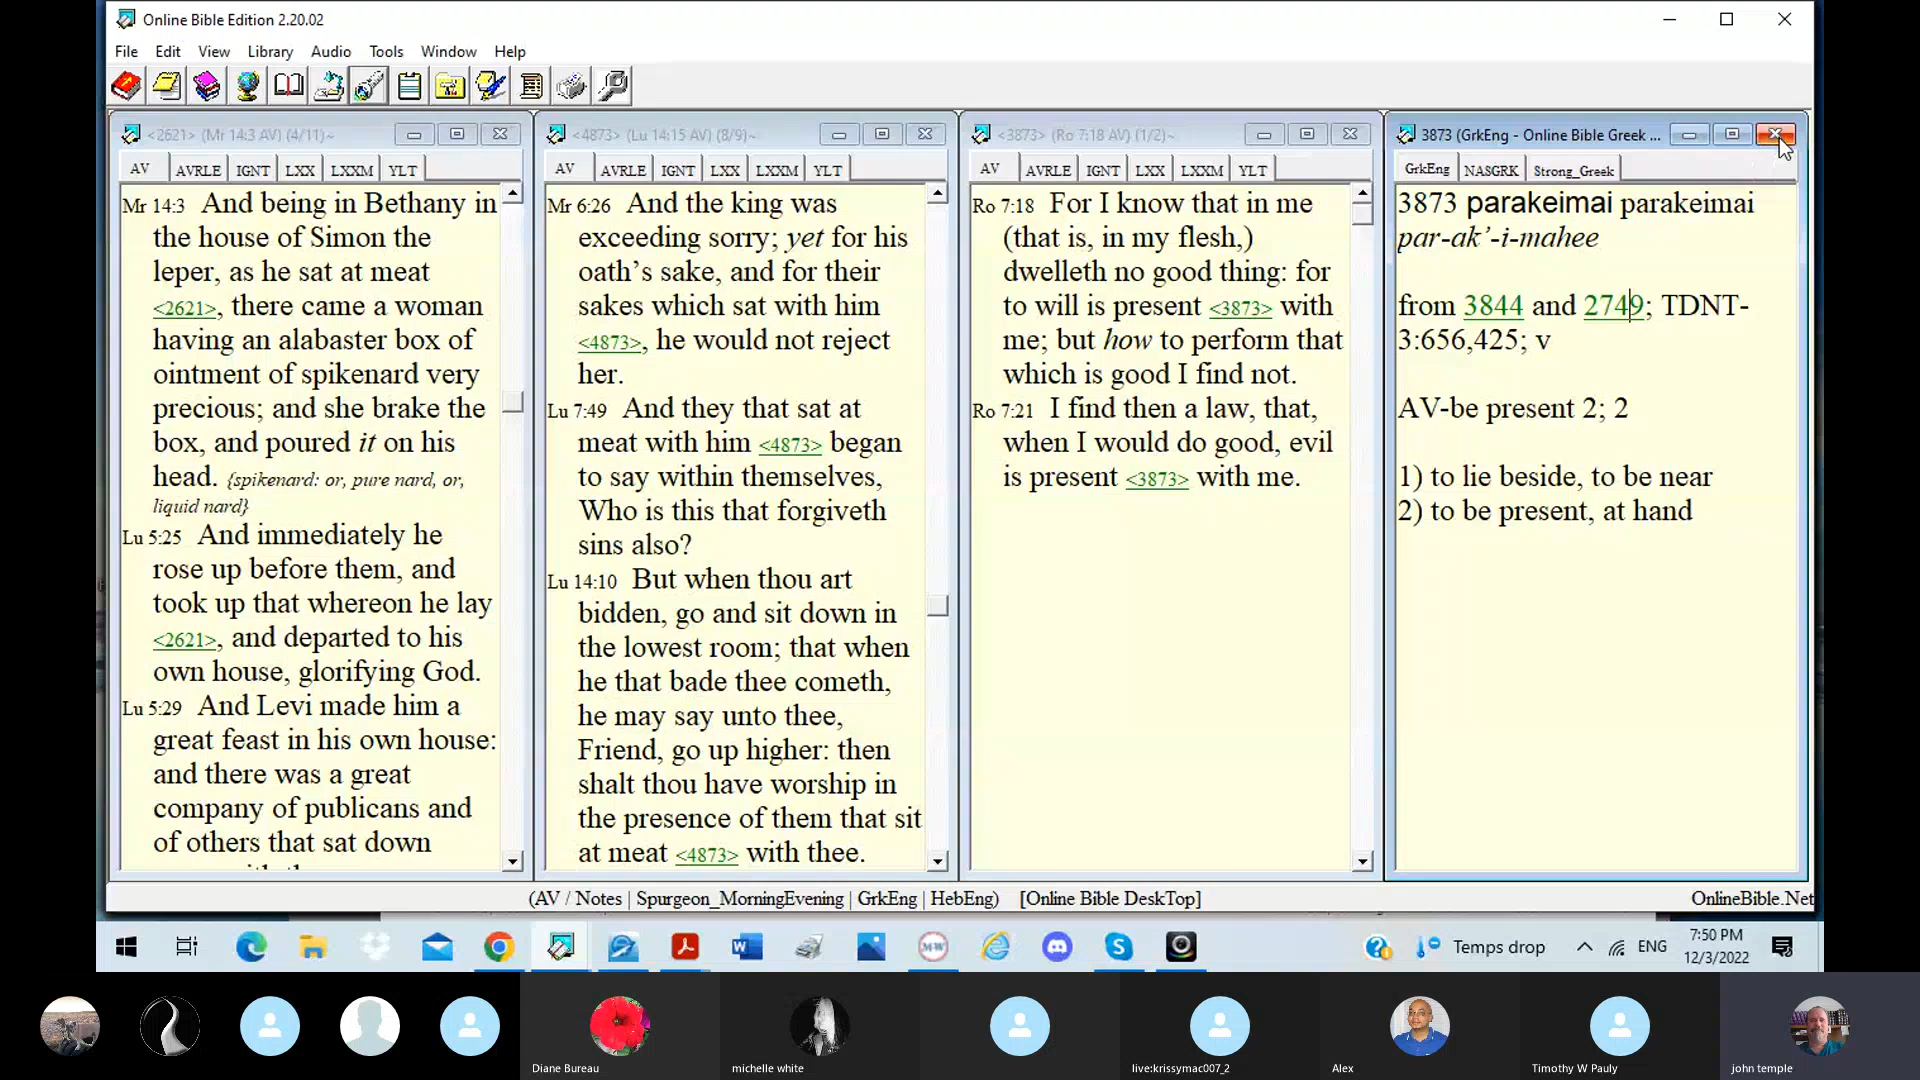 Online Bible Edition 2.20.02
File Edit View Library Audio Tools Window Help
<2621> (Mr 14:3 AV) (4/11)~
AV AVRLE IGNT LXX LXXM YLT
Mr 14:3 And being in Bethany in
the house of Simon the
leper, as he sat at meat
<2621>, there came a woman
having an alabaster box of
ointment of spikenard very
precious; and she brake the
box, and poured it on his
head. {spikenard: or, pure nard, or,
liquid nard}
Lu 5:25 And immediately he
rose up before them, and
took up that whereon he lay
<2621>, and departed to his
own house, glorifying God.
Lu 5:29 And Levi made him a
great feast in his own house:
and there was a great
company of publicans and
of others that sat down
<4873> (Lu 14:15 AV) (8/9)~
AV AVRLE IGNT LXX LXXM YLT
Mr 6:26 And the king was
exceeding sorry; yet for his
oath’s sake, and for their
sakes which sat with him
<4873>, he would not reject
her.
Lu 7:49 And they that sat at
meat with him <4873> began
to say within themselves,
Who is this that forgiveth
sins also?
Lu 14:10 But when thou art
bidden, go and sit down in
the lowest room; that when
he that bade thee cometh,
he may say unto thee,
Friend, go up higher: then
shalt thou have worship in
the presence of them that sit
at meat <4873> with thee.
<3873> (Ro 7:18 AV) (1/2)~
AV AVRLE IGNT LXX LXXM YLT
Ro 7:18 For I know that in me
(that is, in my flesh,)
dwelleth no good thing: for
to will is present <3873> with
me; but how to perform that
which is good I find not.
Ro 7:21 I find then a law, that,
when I would do good, evil
is present <3873> with me.
3873 (GrkEng - Online Bible Greek ...
GrkEng NASGRK Strong_Greek
3873 parakeimai parakeimai
par-ak’-i-mahee
from 3844 and 2749; TDNT-
3:656,425; v
AV-be present 2; 2
1) to lie beside, to be near
2) to be present, at hand
(AV / Notes | Spurgeon_MorningEvening | GrkEng | HebEng) [Online Bible DeskTop] OnlineBible.Net
Temps drop ENG
7:50 PM
12/3/2022
Diane Bureau michelle white live:krissymac007_2 Alex Timothy W Pauly john temple